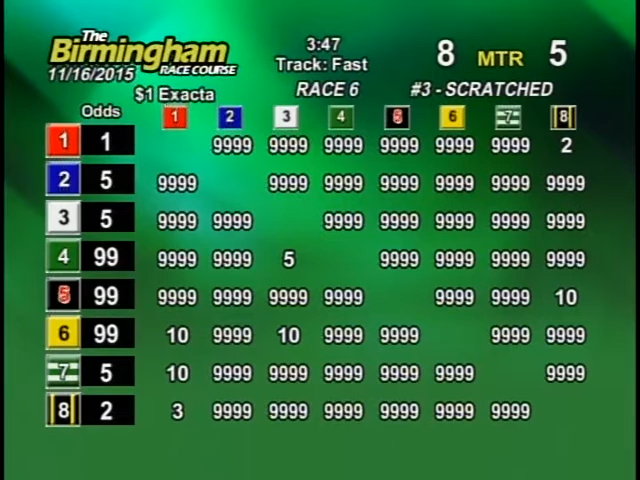 The
Birmingham
RACE COURSE
11/16/2015
3:47
Track: Fast
8 MTR 5
$1 Exacta
RACE 6
#3 - SCRATCHED
Odds
1 2 3 4 5 6 7 8
1 1 9999 9999 9999 9999 9999 9999 2
2 5 9999 9999 9999 9999 9999 9999 9999
3 5 9999 9999 9999 9999 9999 9999 9999
4 99 9999 9999 5 9999 9999 9999 9999
5 99 9999 9999 9999 9999 9999 9999 10
6 99 10 9999 10 9999 9999 9999 9999
7 5 10 9999 9999 9999 9999 9999 9999
8 2 3 9999 9999 9999 9999 9999 9999